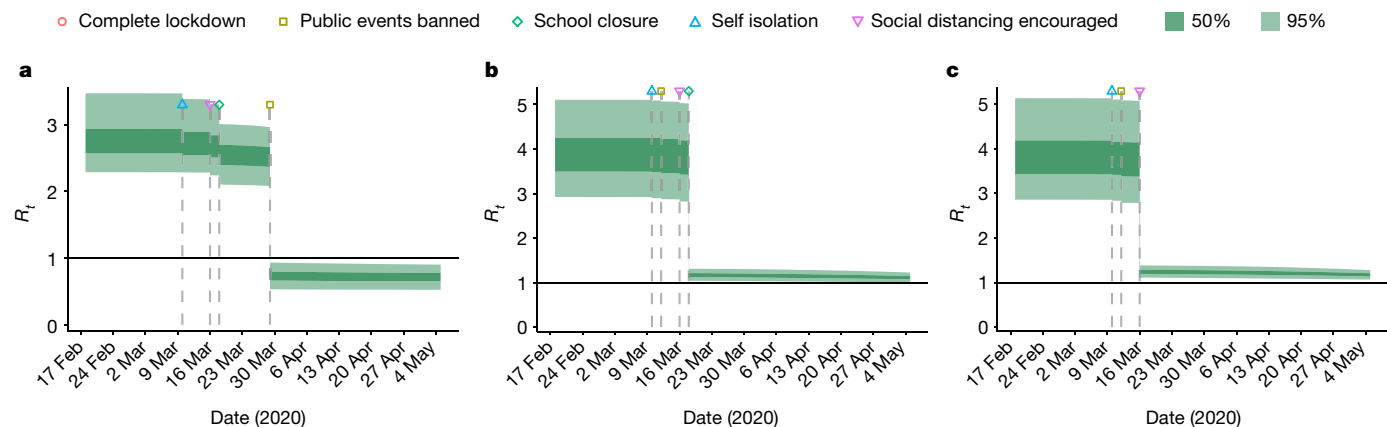 Complete lockdown Public events banned School closure Self isolation Social distancing encouraged 50% 95%
a
3
2
1
0
R_t
17 Feb 24 Feb 2 Mar 9 Mar 16 Mar 23 Mar 30 Mar 6 Apr 13 Apr 20 Apr 27 Apr 4 May
Date (2020)
b
5
4
3
2
1
0
R_t
17 Feb 24 Feb 2 Mar 9 Mar 16 Mar 23 Mar 30 Mar 6 Apr 13 Apr 20 Apr 27 Apr 4 May
Date (2020)
c
5
4
3
2
1
0
R_t
17 Feb 24 Feb 2 Mar 9 Mar 16 Mar 23 Mar 30 Mar 6 Apr 13 Apr 20 Apr 27 Apr 4 May
Date (2020)